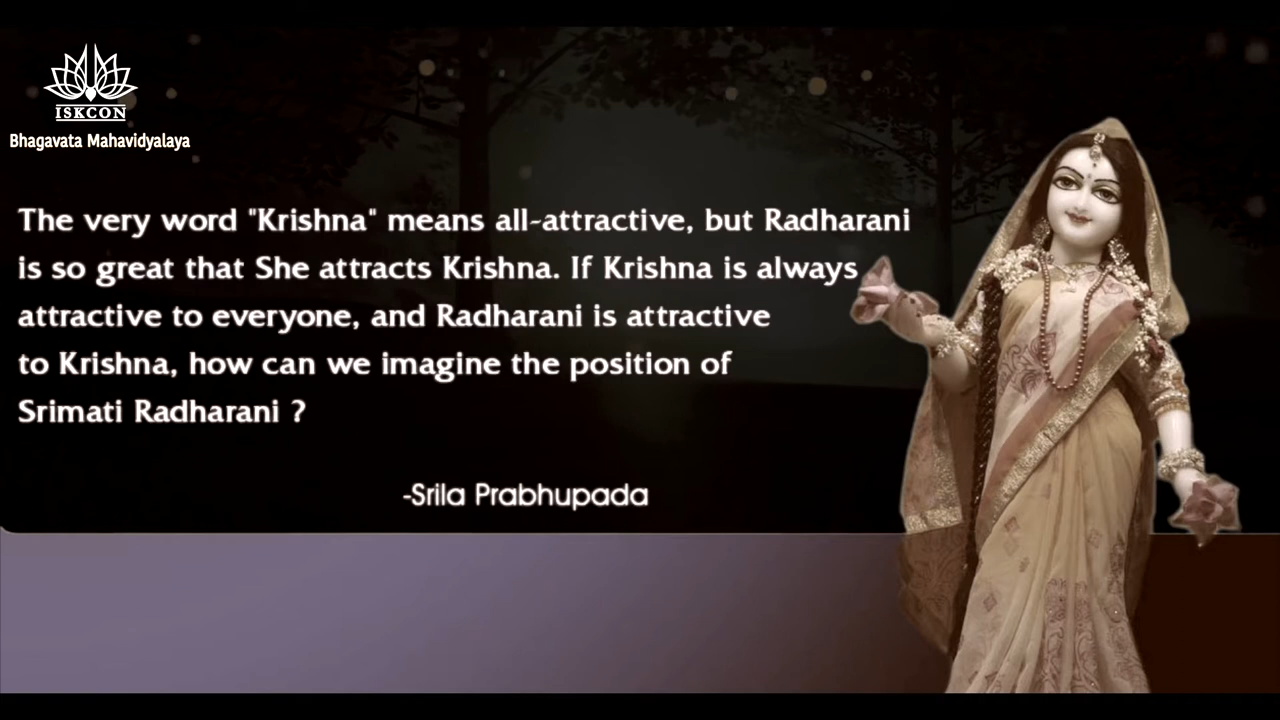 ISKCON
Bhagavata Mahavidyalaya
The very word "Krishna" means all-attractive, but Radharani
is so great that She attracts Krishna. If Krishna is always
attractive to everyone, and Radharani is attractive
to Krishna, how can we imagine the position of
Srimati Radharani ?
-Srila Prabhupada